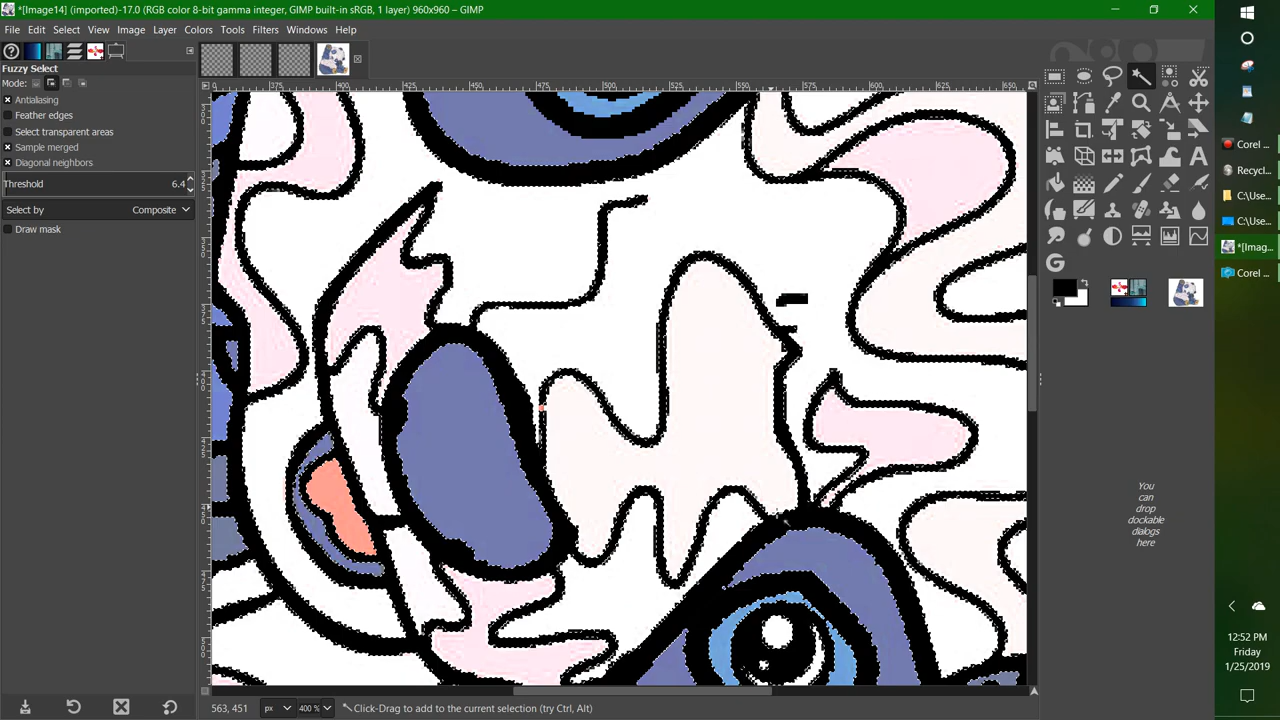 *[Image14] (imported)-17.0 (RGB color 8-bit gamma integer, GIMP built-in sRGB, 1 layer) 960x960 – GIMP
File Edit Select View Image Layer Colors Tools Filters Windows Help
Fuzzy Select
Mode:
Antialiasing
Feather edges
Select transparent areas
Sample merged
Diagonal neighbors
Threshold 6.4
Select by Composite
Draw mask
375 400 425 450 475 500 525 550 575 600 625 650
Corel ...
Recyc...
C:\Use...
C:\Use...
*[Imag...
Corel ...
You
can
drop
dockable
dialogs
here
12:52 PM
Friday
1/25/2019
563, 451 px 400 % Click-Drag to add to the current selection (try Ctrl, Alt)